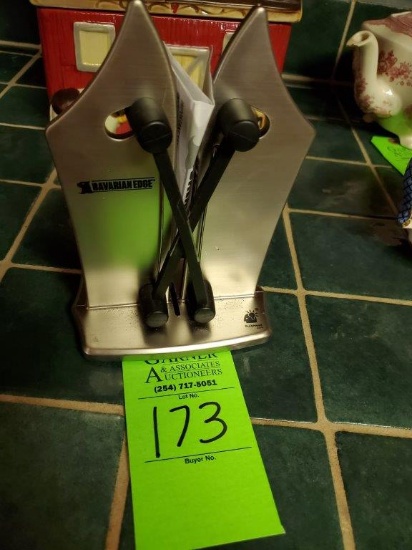 BAVARIAN EDGE
GARNER
& ASSOCIATES
AUCTIONEERS
(254) 717-5051
Lot No.
173
Buyer No.